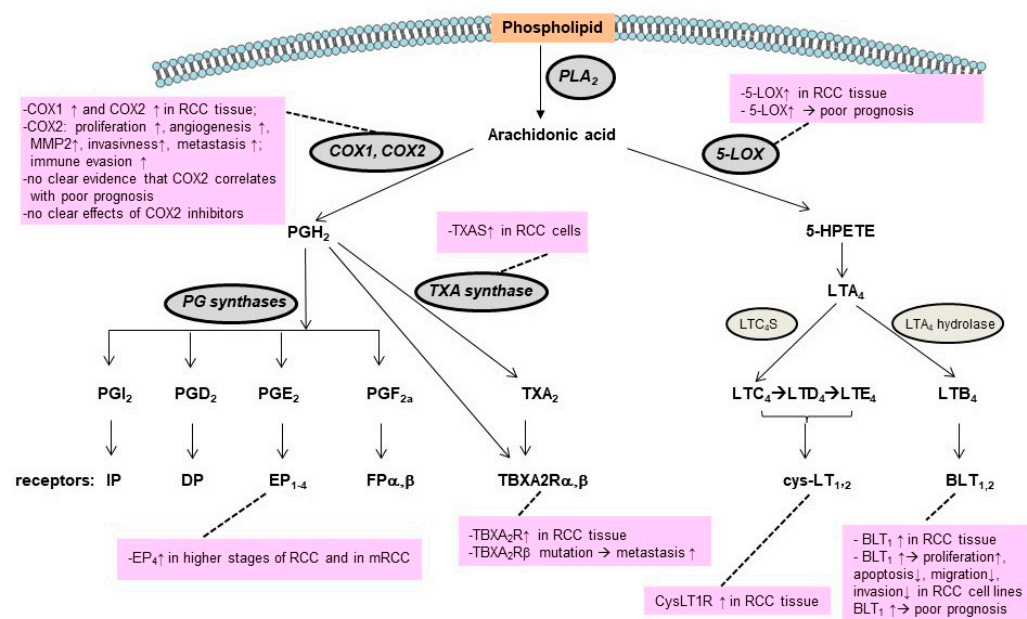 Phospholipid
PLA₂
-COX1 ↑ and COX2 ↑ in RCC tissue;
-COX2: proliferation ↑, angiogenesis ↑,
MMP2↑, invasivness↑, metastasis ↑;
immune evasion ↑
-no clear evidence that COX2 correlates
with poor prognosis
-no clear effects of COX2 inhibitors
-5-LOX↑ in RCC tissue
- 5-LOX↑ → poor prognosis
Arachidonic acid
COX1, COX2
5-LOX
PGH₂
-TXAS↑ in RCC cells
5-HPETE
PG synthases
TXA synthase
LTA₄
LTC₄S
LTA₄ hydrolase
PGI₂ PGD₂ PGE₂ PGF₂ₐ TXA₂ LTC₄→LTD₄→LTE₄ LTB₄
receptors: IP DP EP₁₋₄ FPα,β TBXA2Rα,β cys-LT₁,₂ BLT₁,₂
-EP₄↑ in higher stages of RCC and in mRCC
-TBXA₂R↑ in RCC tissue
-TBXA₂Rβ mutation → metastasis ↑
CysLT1R ↑ in RCC tissue
- BLT₁ ↑ in RCC tissue
- BLT₁ ↑→ proliferation↑,
apoptosis↓, migration↓,
invasion↓ in RCC cell lines
BLT₁ ↑→ poor prognosis